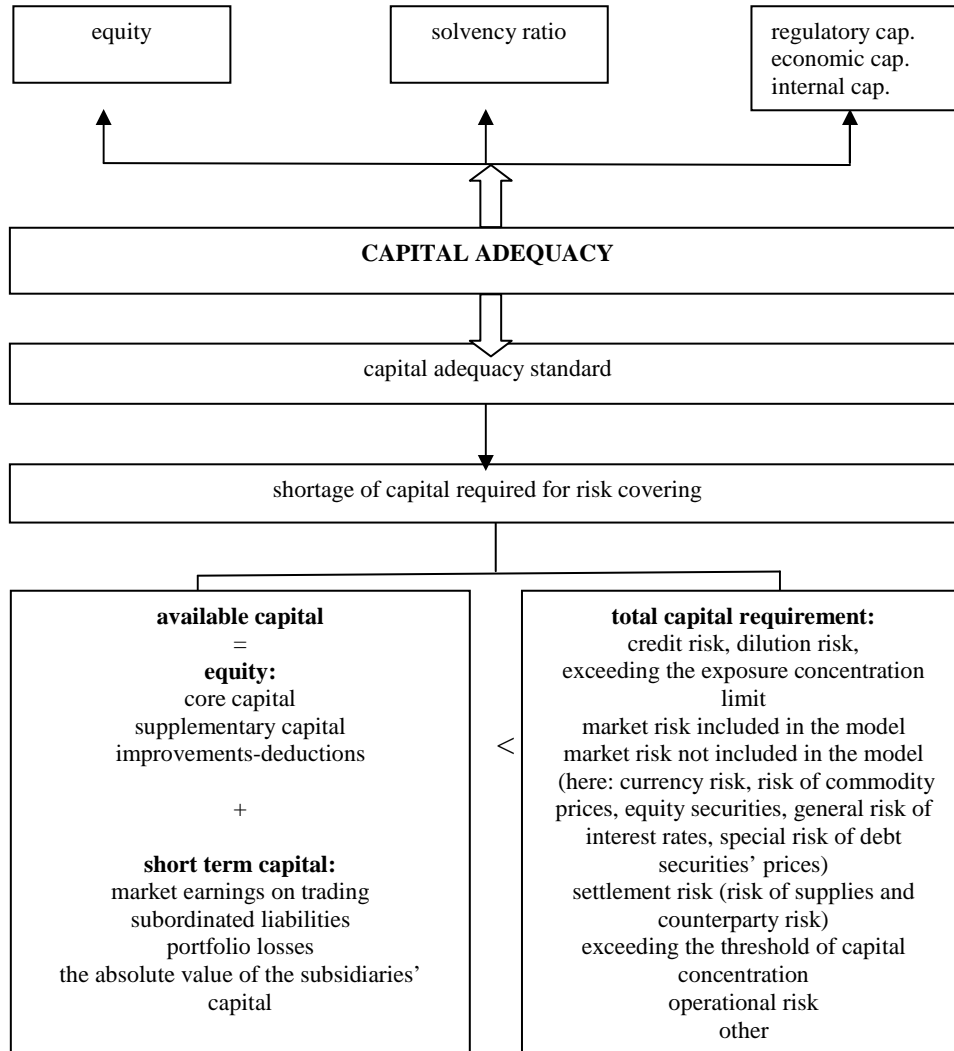 equity
solvency ratio
regulatory cap.
economic cap.
internal cap.
CAPITAL ADEQUACY
capital adequacy standard
shortage of capital required for risk covering
available capital
=
equity:
core capital
supplementary capital
improvements-deductions
+
short term capital:
market earnings on trading
subordinated liabilities
portfolio losses
the absolute value of the subsidiaries’
capital
<
total capital requirement:
credit risk, dilution risk,
exceeding the exposure concentration
limit
market risk included in the model
market risk not included in the model
(here: currency risk, risk of commodity
prices, equity securities, general risk of
interest rates, special risk of debt
securities’ prices)
settlement risk (risk of supplies and
counterparty risk)
exceeding the threshold of capital
concentration
operational risk
other